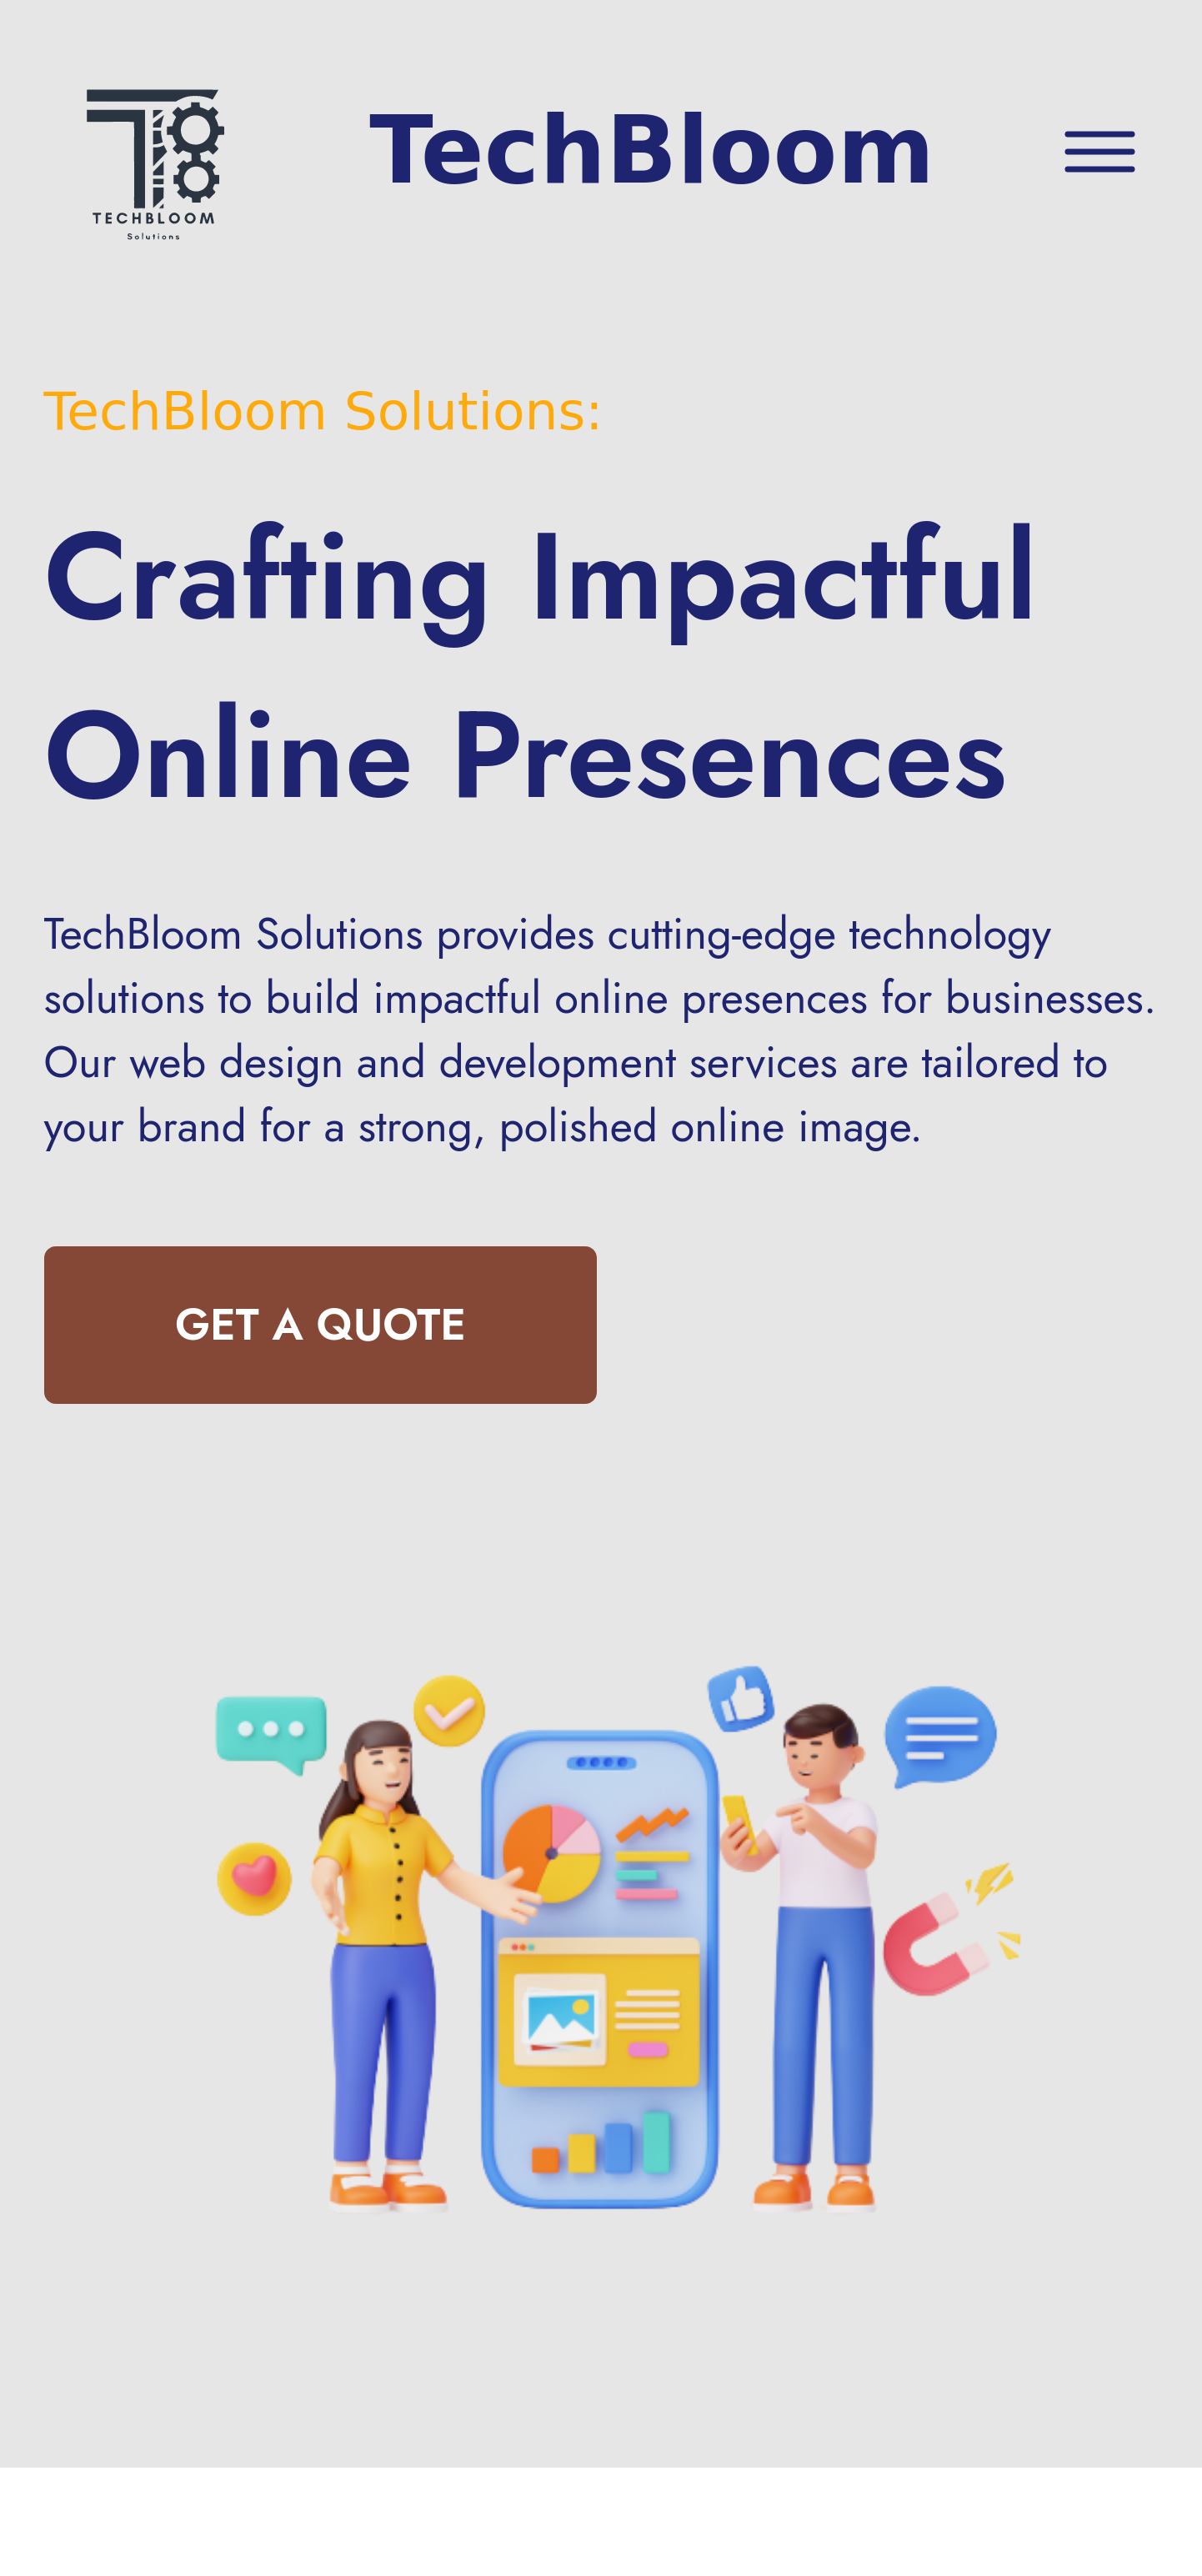 TECHBLOOM
Solutions
TechBloom
TechBloom Solutions:
Crafting Impactful
Online Presences
TechBloom Solutions provides cutting-edge technology
solutions to build impactful online presences for businesses.
Our web design and development services are tailored to
your brand for a strong, polished online image.
GET A QUOTE